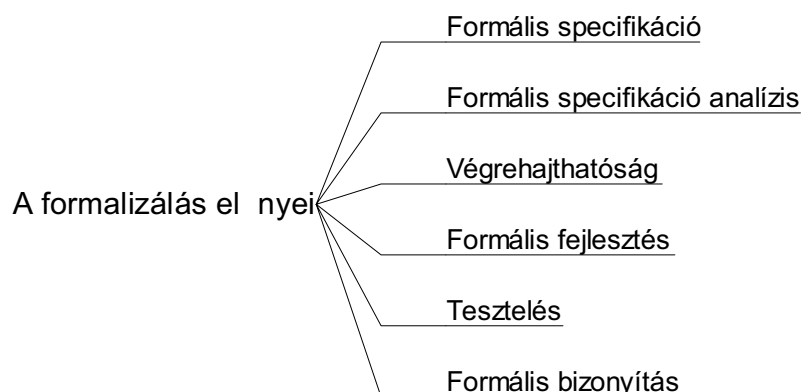 A formalizálás el nyei
Formális specifikáció
Formális specifikáció analízis
Végrehajthatóság
Formális fejlesztés
Tesztelés
Formális bizonyítás